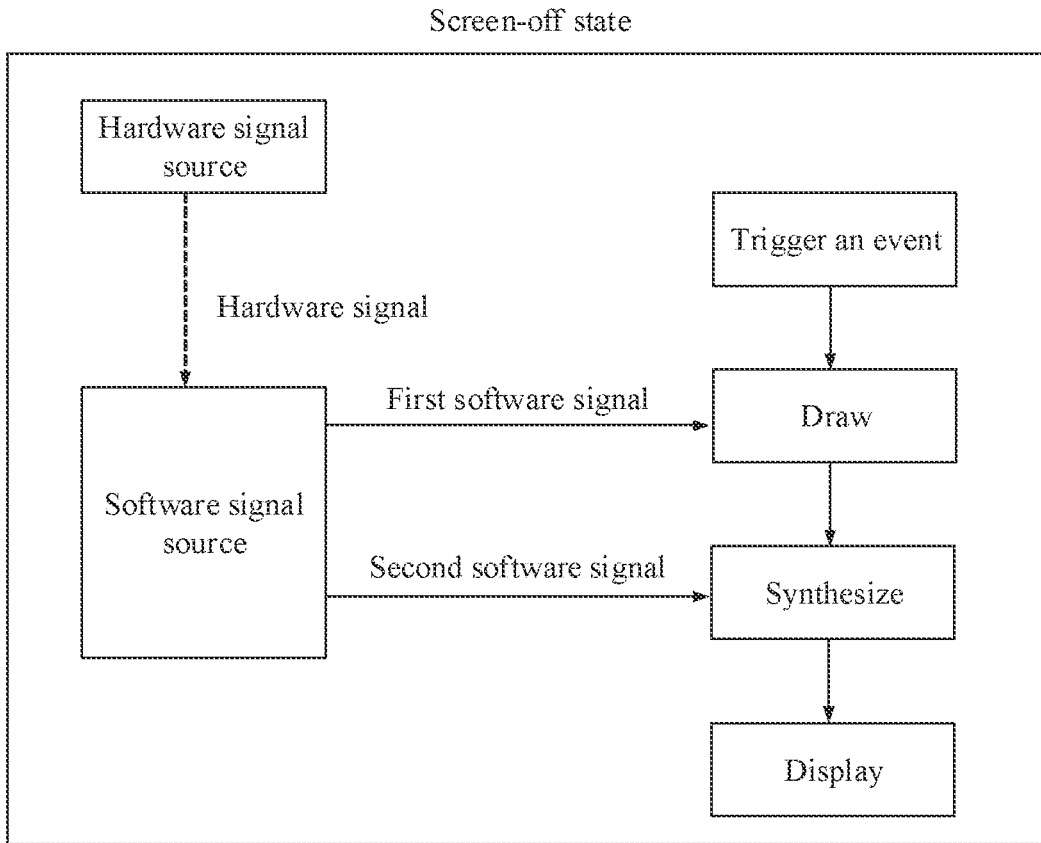 Screen-off state
Hardware signal
source
Trigger an event
Hardware signal
First software signal
Draw
Software signal
source
Second software signal
Synthesize
Display